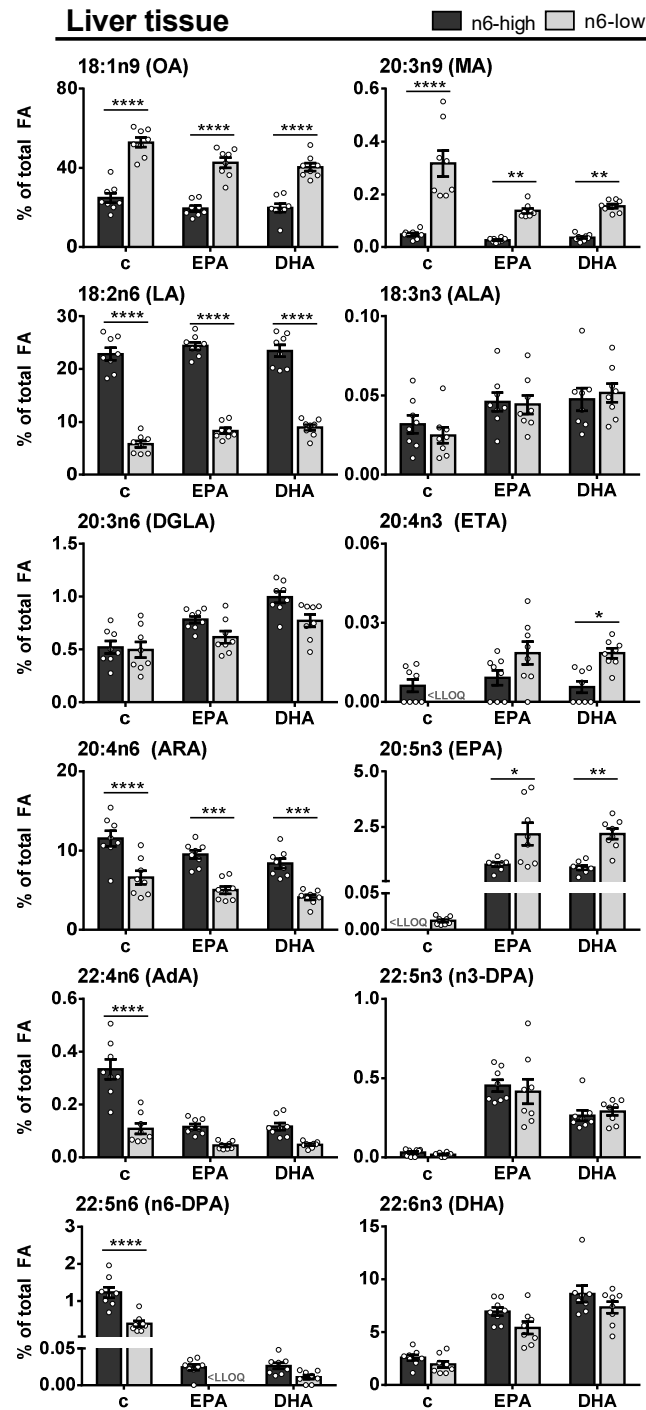 Liver tissue
n6-high n6-low
18:1n9 (OA)
% of total FA
80
40
0
****
****
****
c EPA DHA
20:3n9 (MA)
0.6
0.4
0.2
0.0
****
**
**
c EPA DHA
18:2n6 (LA)
% of total FA
30
20
10
0
****
****
****
c EPA DHA
18:3n3 (ALA)
0.10
0.05
0.00
c EPA DHA
20:3n6 (DGLA)
% of total FA
1.5
1.0
0.5
0.0
c EPA DHA
20:4n3 (ETA)
0.06
0.03
0.00
<LLOQ
*
c EPA DHA
20:4n6 (ARA)
% of total FA
20
10
0
****
***
***
c EPA DHA
20:5n3 (EPA)
5.0
2.5
0.05
0.00
<LLOQ
*
**
c EPA DHA
22:4n6 (AdA)
% of total FA
0.6
0.4
0.2
0.0
****
c EPA DHA
22:5n3 (n3-DPA)
1.0
0.5
0.0
c EPA DHA
22:5n6 (n6-DPA)
% of total FA
3
2
1
0.05
0.00
****
<LLOQ
c EPA DHA
22:6n3 (DHA)
15
10
5
0
c EPA DHA